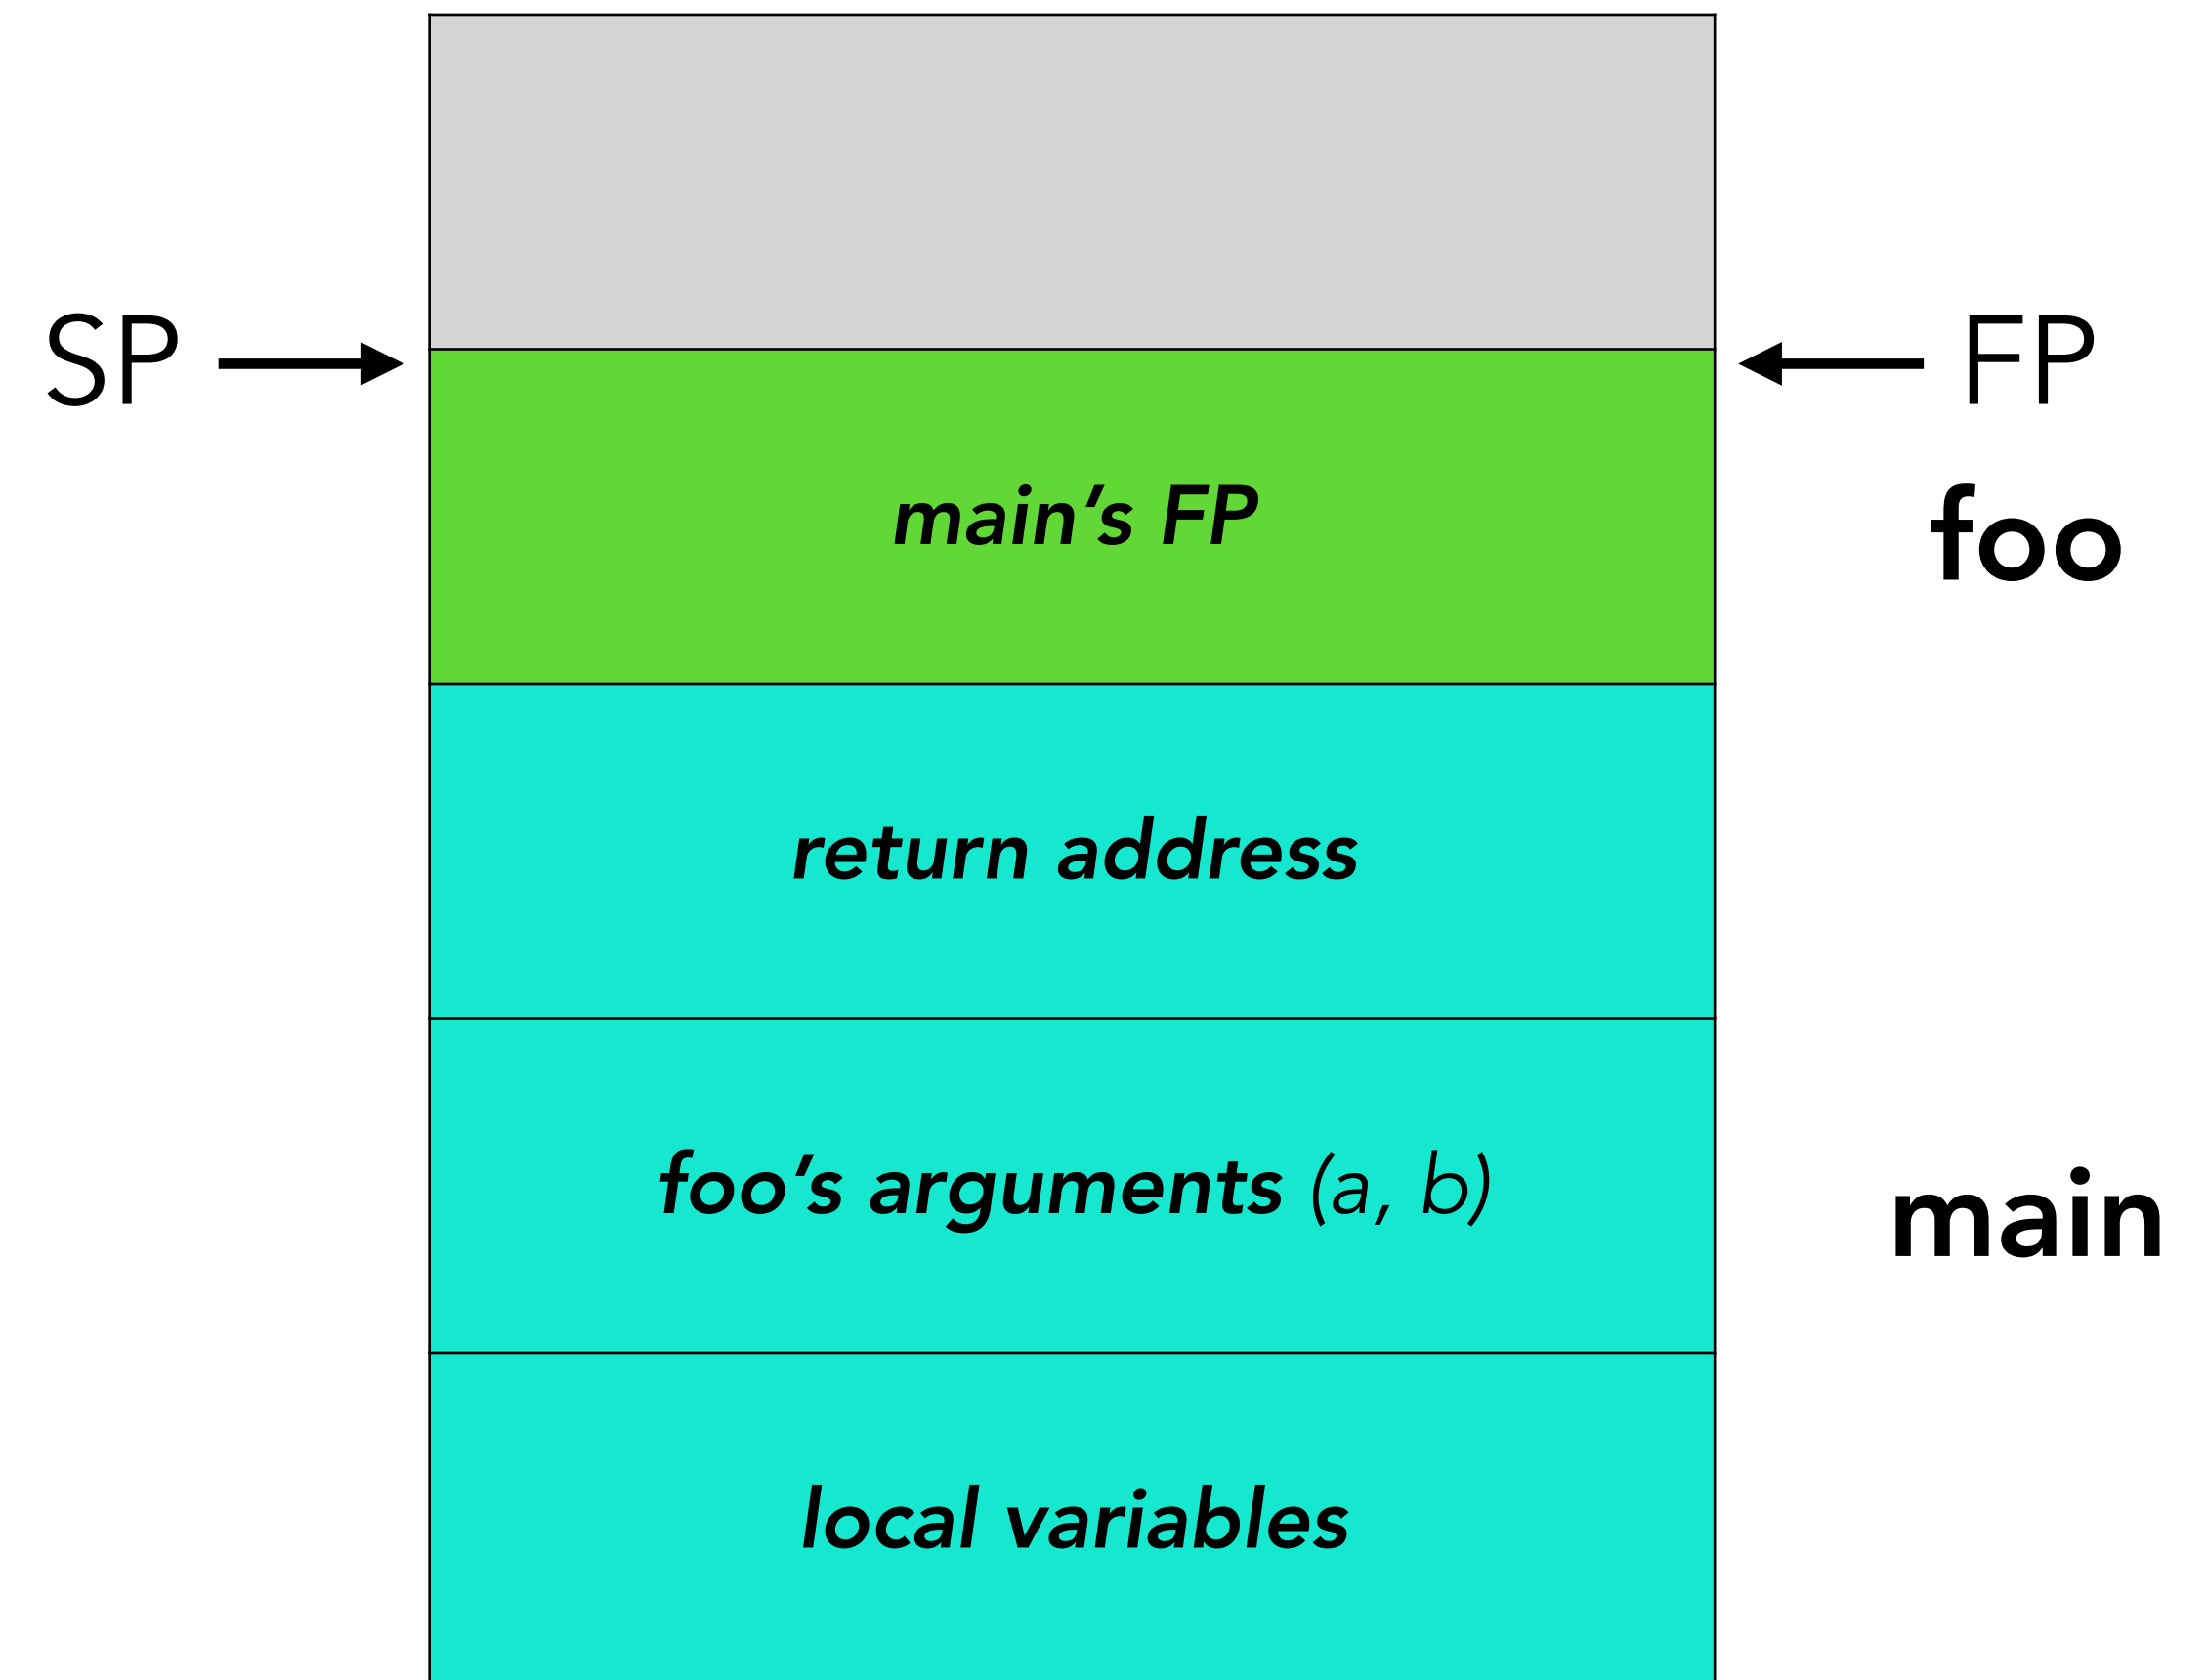 SP
FP
main’s FP
foo
return address
foo’s arguments (a, b)
main
local variables